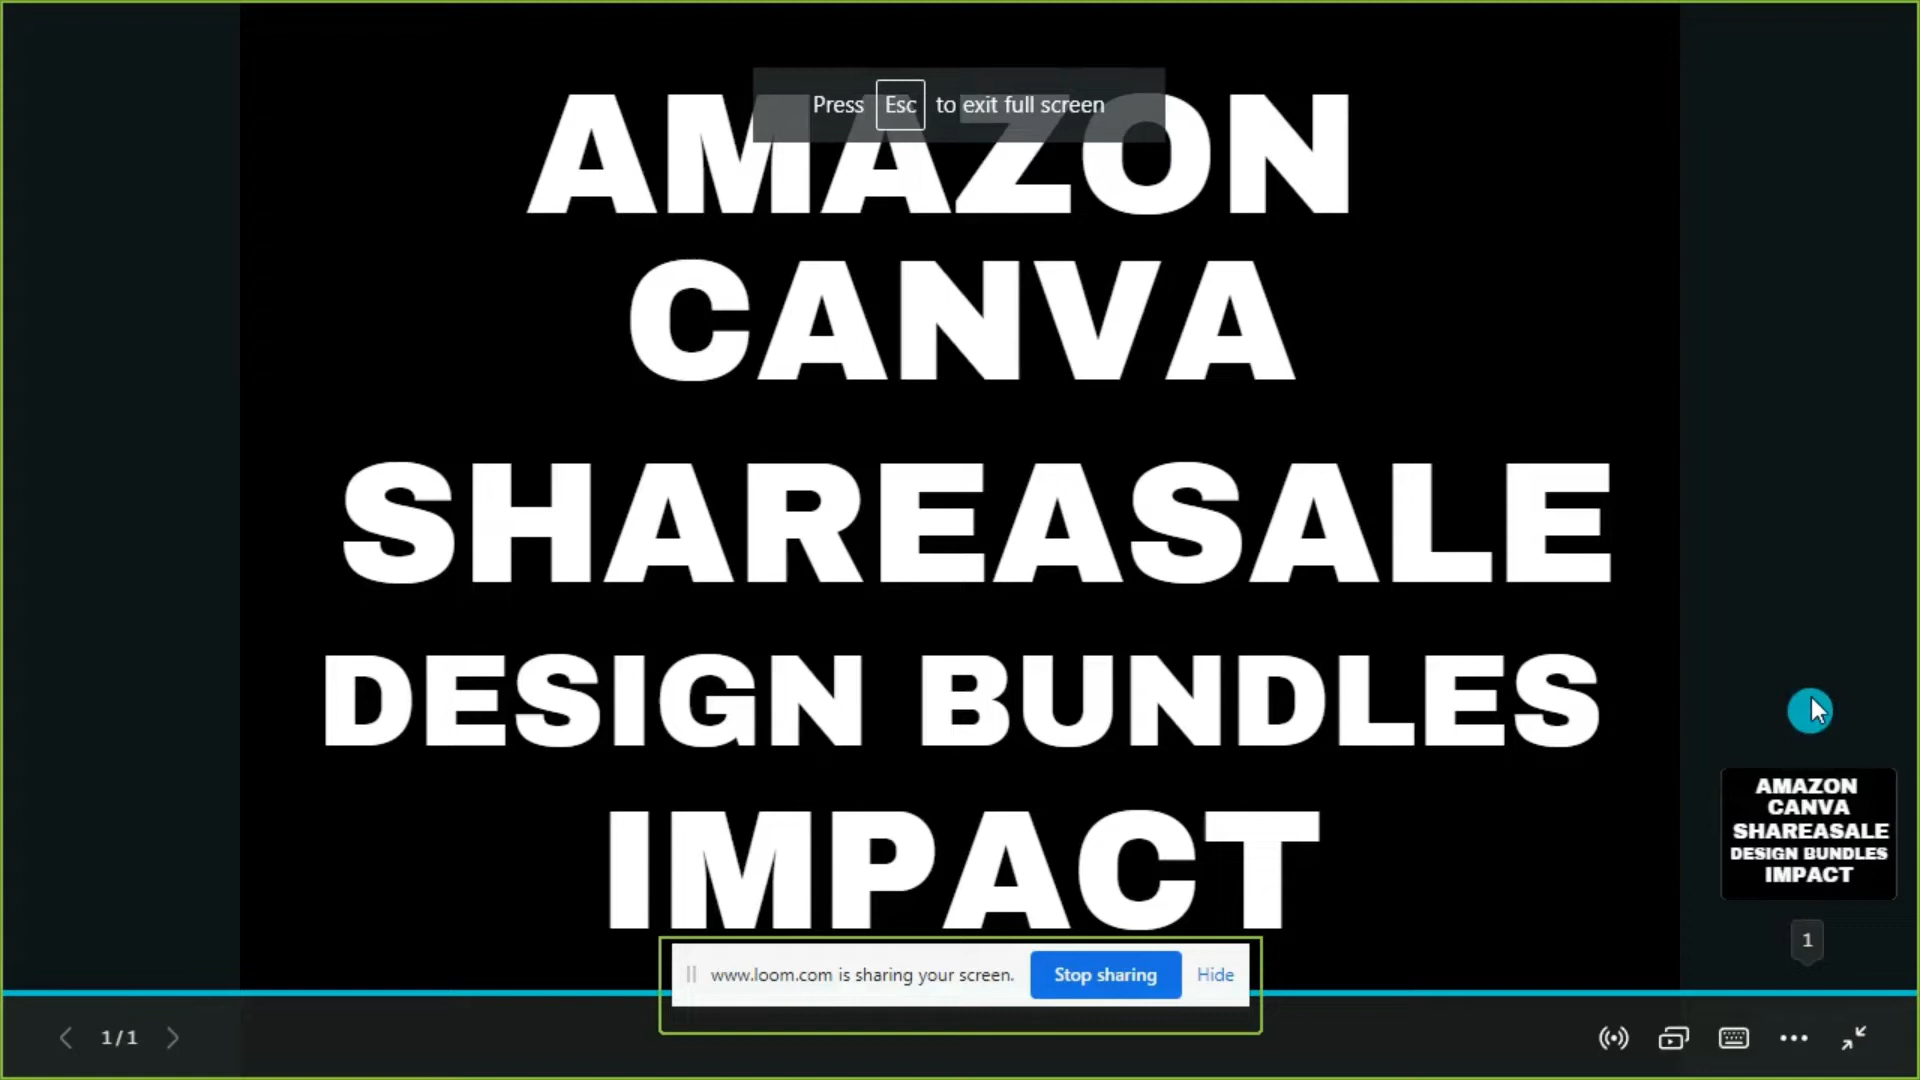 Press Esc to exit full screen
AMAZON
CANVA
SHAREASALE
DESIGN BUNDLES
IMPACT
AMAZON
CANVA
SHAREASALE
DESIGN BUNDLES
IMPACT
1
www.loom.com is sharing your screen. Stop sharing Hide
1/1